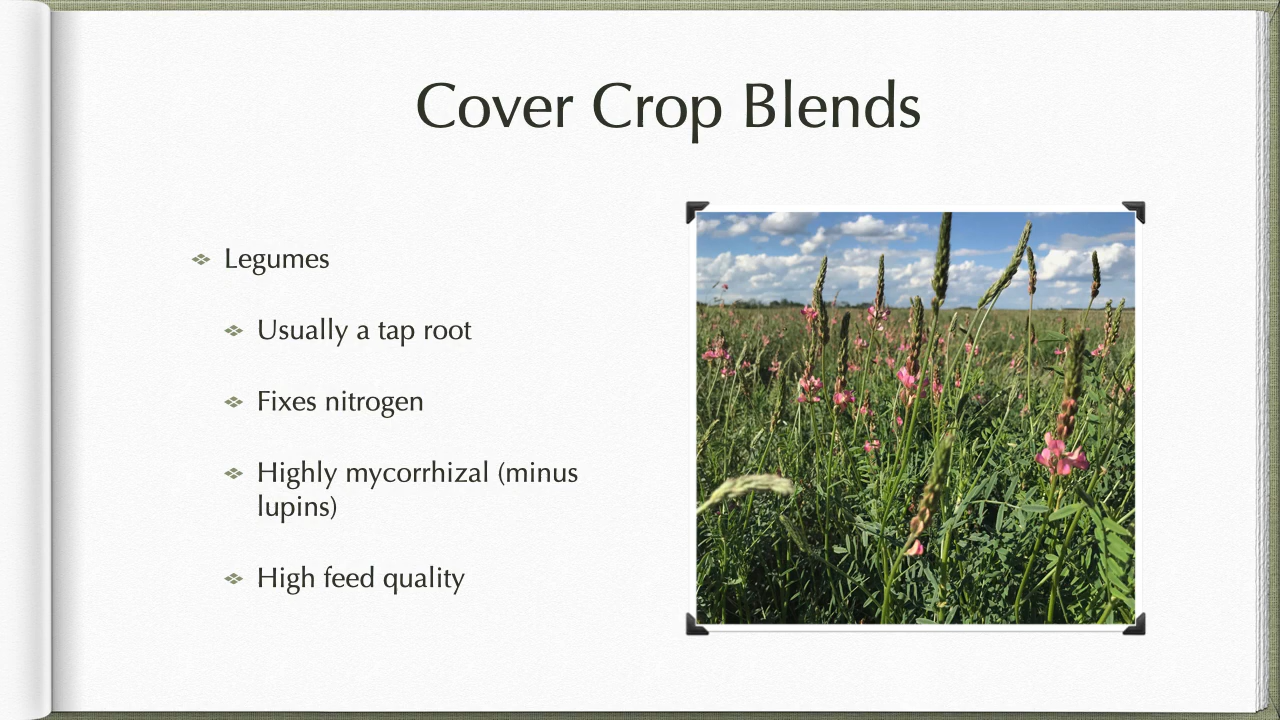 Cover Crop Blends
Legumes
Usually a tap root
Fixes nitrogen
Highly mycorrhizal (minus
lupins)
High feed quality